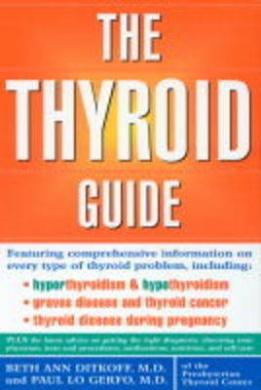 THE
THYROID
GUIDE
Featuring comprehensive information on
every type of thyroid problem, including:
• hyperthyroidism & hypothyroidism
• graves disease and thyroid cancer
• thyroid disease during pregnancy
PLUS the latest advice on getting the right diagnosis, choosing your
physician, tests and procedures, medications, and self-care
BETH ANN DITKOFF, M.D.
and PAUL LO GERFO, M.D.
of the
Presbyterian
Thyroid Center